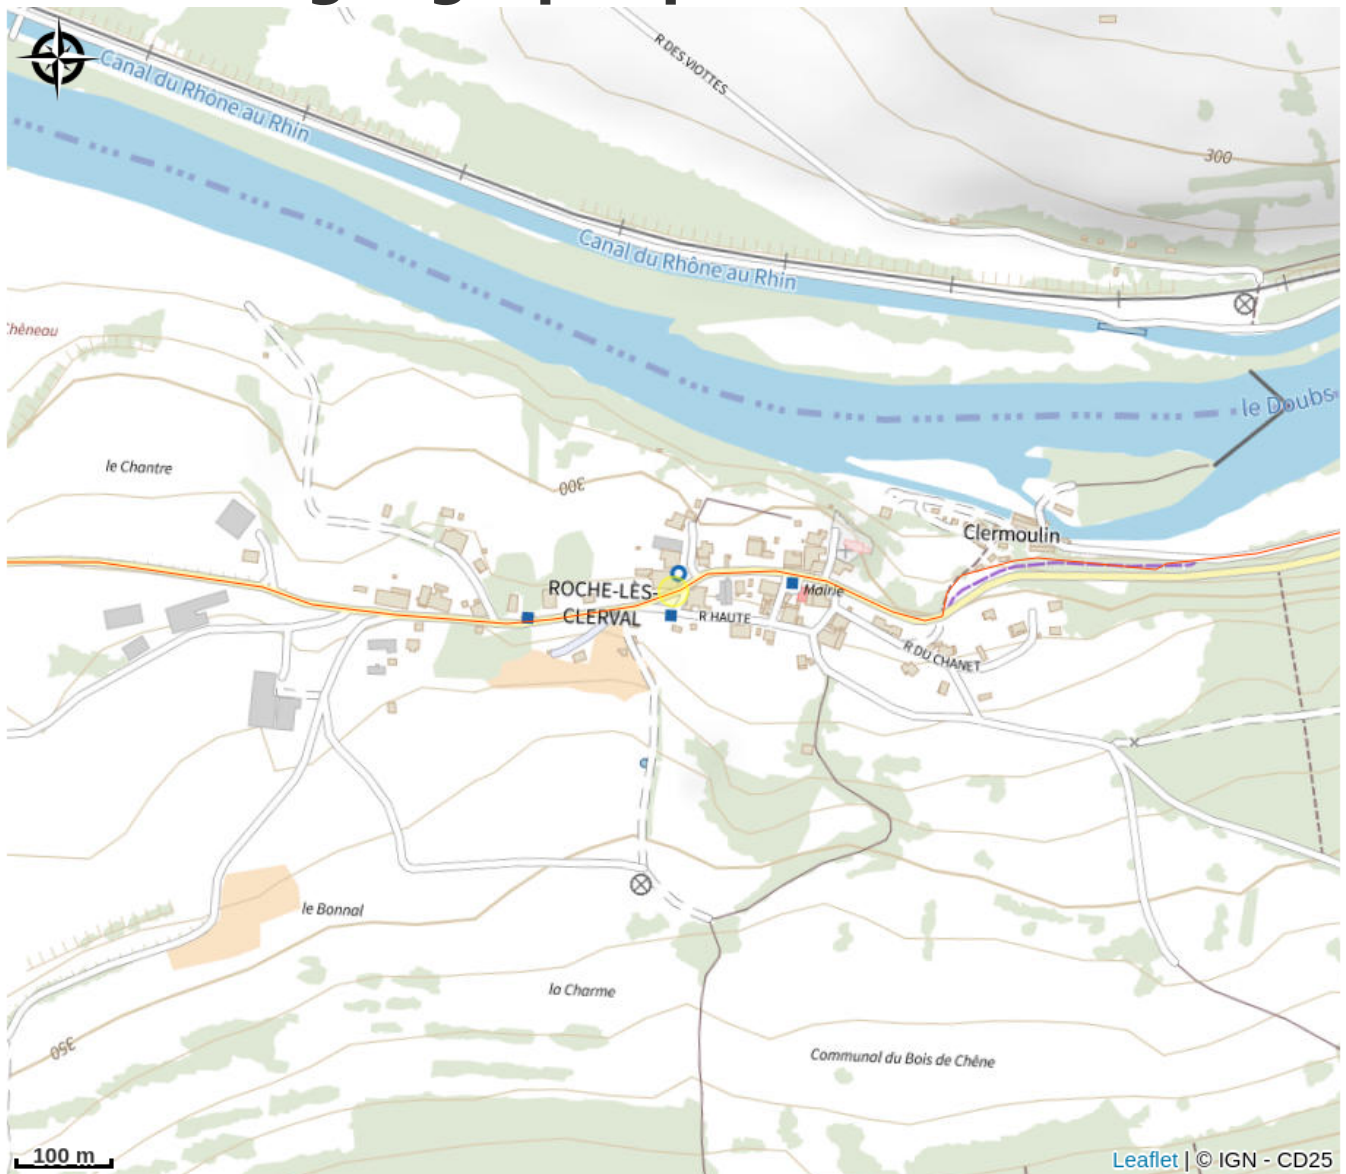 R DES VIOTTES
Canal du Rhône au Rhin
300
Canal du Rhône au Rhin
hêneau
le Doubs
le Chantre
300
Clermoulin
ROCHE-LÈS-
CLERVAL
Mairie
R HAUTE
R DU CHANET
le Bonnal
la Charme
350
Communal du Bois de Chêne
100 m
Leaflet | © IGN - CD25